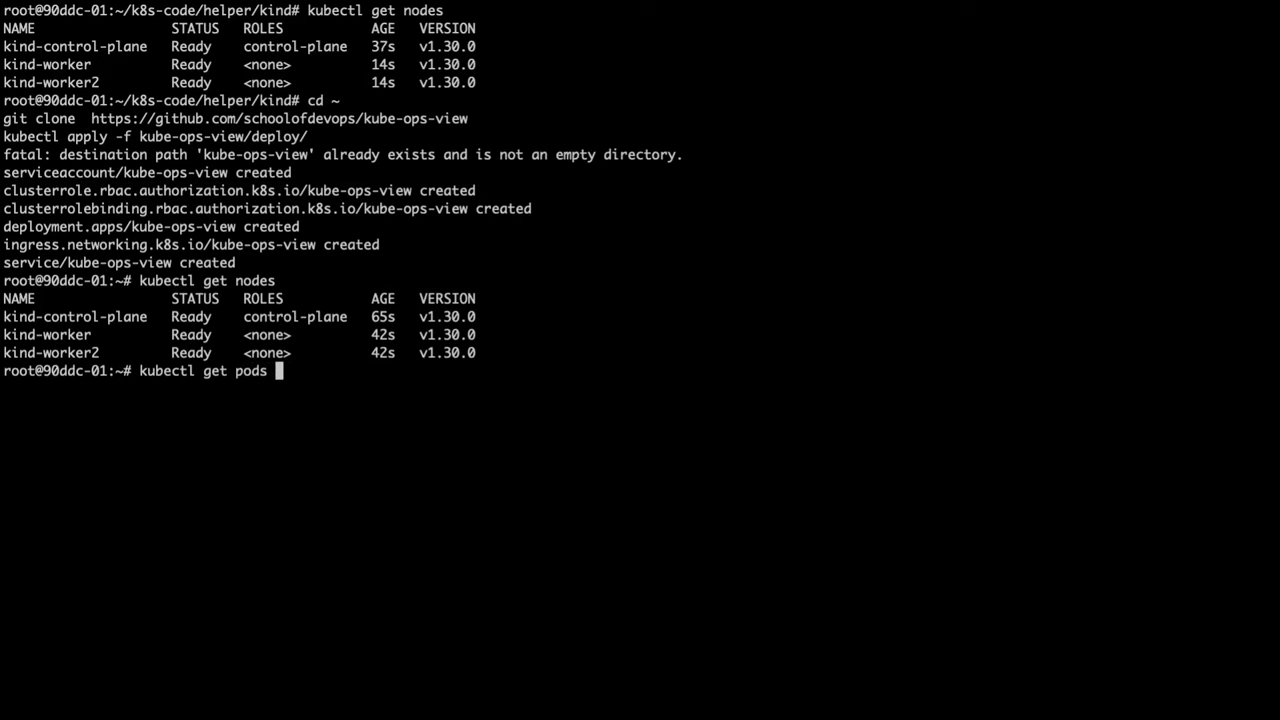 root@90ddc-01:~/k8s-code/helper/kind# kubectl get nodes
NAME                 STATUS   ROLES           AGE   VERSION
kind-control-plane   Ready    control-plane   37s   v1.30.0
kind-worker          Ready    <none>          14s   v1.30.0
kind-worker2         Ready    <none>          14s   v1.30.0
root@90ddc-01:~/k8s-code/helper/kind# cd ~
git clone  https://github.com/schoolofdevops/kube-ops-view
kubectl apply -f kube-ops-view/deploy/
fatal: destination path 'kube-ops-view' already exists and is not an empty directory.
serviceaccount/kube-ops-view created
clusterrole.rbac.authorization.k8s.io/kube-ops-view created
clusterrolebinding.rbac.authorization.k8s.io/kube-ops-view created
deployment.apps/kube-ops-view created
ingress.networking.k8s.io/kube-ops-view created
service/kube-ops-view created
root@90ddc-01:~# kubectl get nodes
NAME                 STATUS   ROLES           AGE   VERSION
kind-control-plane   Ready    control-plane   65s   v1.30.0
kind-worker          Ready    <none>          42s   v1.30.0
kind-worker2         Ready    <none>          42s   v1.30.0
root@90ddc-01:~# kubectl get pods